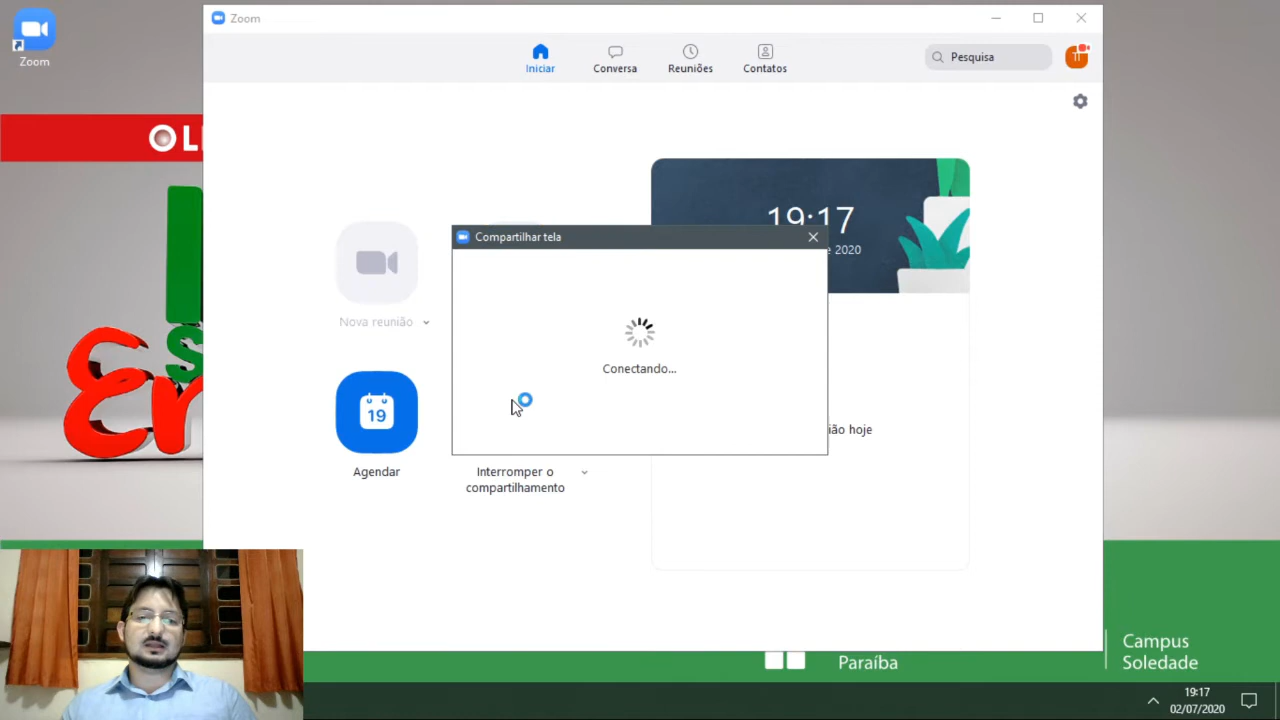 Zoom
Zoom
Iniciar
Conversa
Reuniões
Contatos
Pesquisa
OL
19:17
e 2020
Compartilhar tela
Conectando...
Nova reunião
19
Agendar
Interromper o
compartilhamento
ião hoje
Paraíba
Campus
Soledade
19:17
02/07/2020